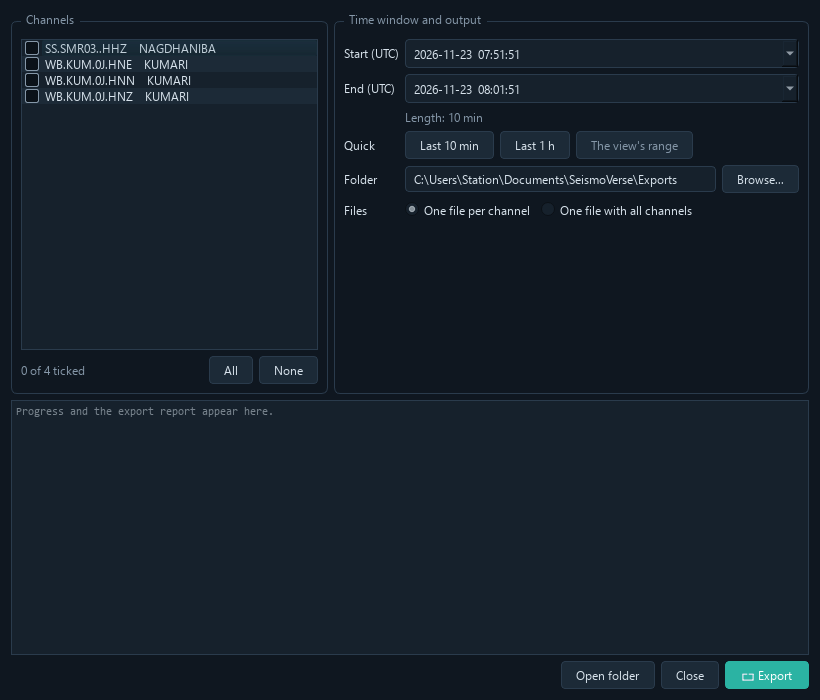 Channels
SS.SMR03..HHZ NAGDHANIBA
WB.KUM.0J.HNE KUMARI
WB.KUM.0J.HNN KUMARI
WB.KUM.0J.HNZ KUMARI
0 of 4 ticked
All
None
Time window and output
Start (UTC) 2026-11-23 07:51:51
End (UTC) 2026-11-23 08:01:51
Length: 10 min
Quick Last 10 min Last 1 h The view's range
Folder C:\Users\Station\Documents\SeismoVerse\Exports Browse...
Files One file per channel One file with all channels
Progress and the export report appear here.
Open folder Close Export